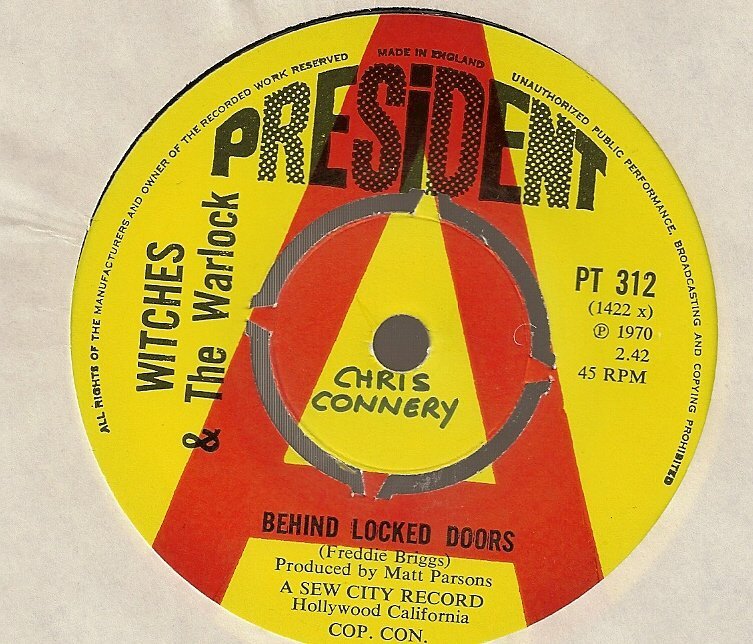 ALL RIGHTS OF THE MANUFACTURERS AND OWNER OF THE RECORDED WORK RESERVED
MADE IN ENGLAND
UNAUTHORIZED PUBLIC PERFORMANCE, BROADCASTING AND COPYING PROHIBITED
PRESiDENT
A
WITCHES
& The Warlock
PT 312
(1422 x)
℗ 1970
2.42
45 RPM
CHRIS
CONNERY
BEHIND LOCKED DOORS
(Freddie Briggs)
Produced by Matt Parsons
A SEW CITY RECORD
Hollywood California
COP. CON.